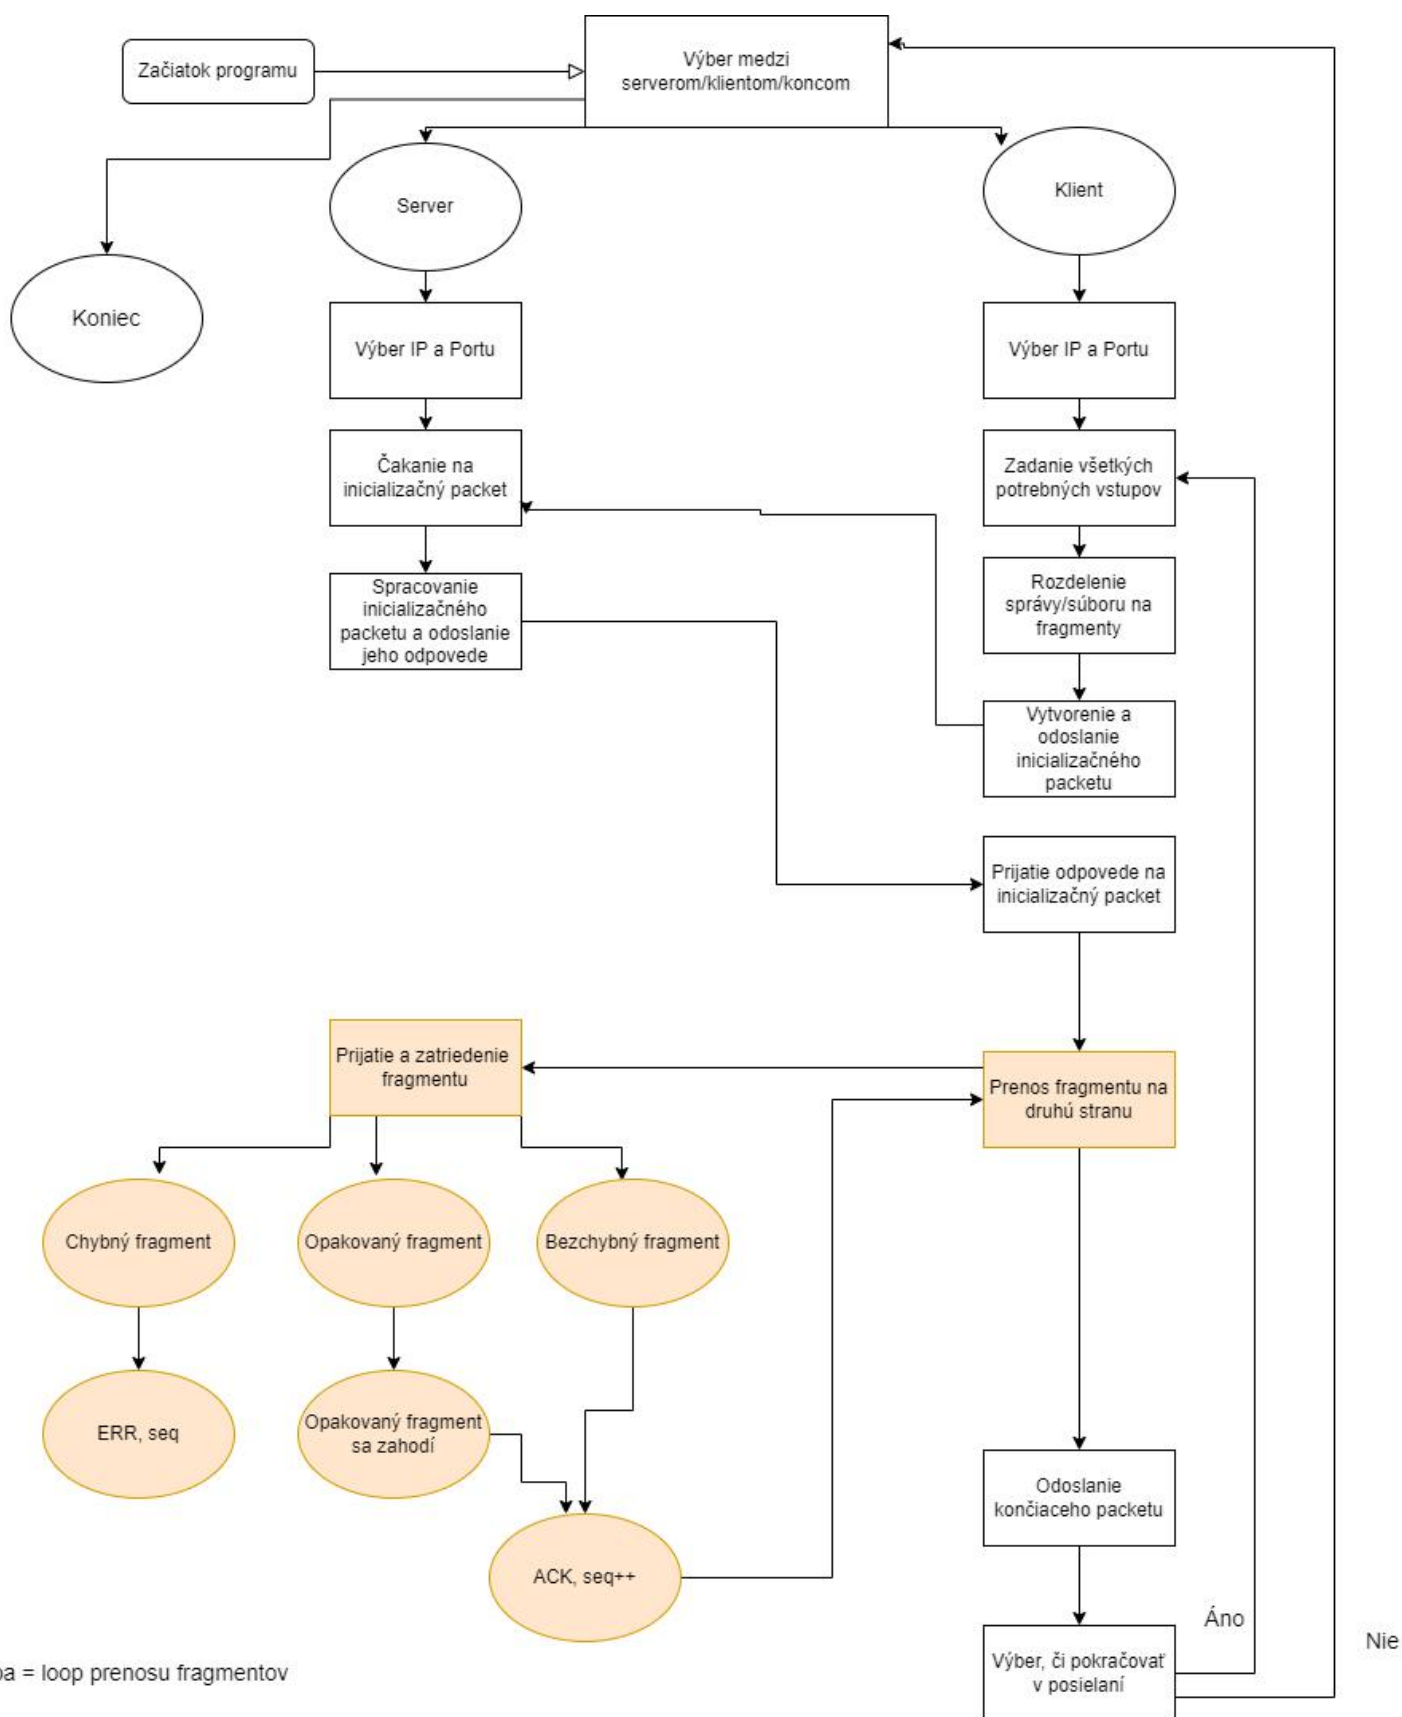 Začiatok programu
Výber medzi
serverom/klientom/koncom
Server
Klient
Koniec
Výber IP a Portu
Výber IP a Portu
Čakanie na
inicializačný packet
Zadanie všetkých
potrebných vstupov
Spracovanie
inicializačného
packetu a odoslanie
jeho odpovede
Rozdelenie
správy/súboru na
fragmenty
Vytvorenie a
odoslanie
inicializačného
packetu
Prijatie odpovede na
inicializačný packet
Prijatie a zatriedenie
fragmentu
Prenos fragmentu na
druhú stranu
Chybný fragment
Opakovaný fragment
Bezchybný fragment
ERR, seq
Opakovaný fragment
sa zahodí
Odoslanie
končiaceho packetu
ACK, seq++
Áno
Nie
Výber, či pokračovať
v posielaní
= loop prenosu fragmentov